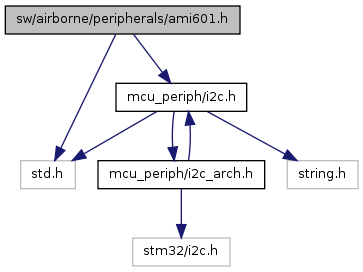 sw/airborne/peripherals/ami601.h
mcu_periph/i2c.h
std.h
mcu_periph/i2c_arch.h
string.h
stm32/i2c.h